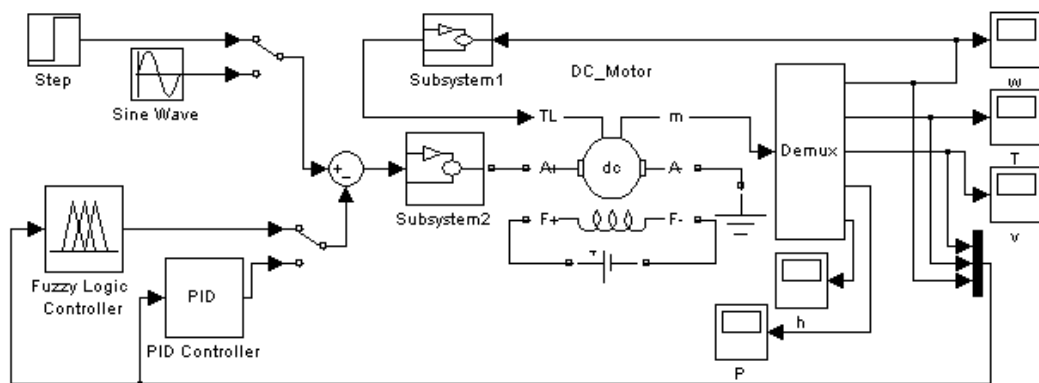 Step
Sine Wave
Subsystem1
DC_Motor
w
TL
m
T
Demux
+
-
A+
dc
A-
Subsystem2
v
F+
F-
+
Fuzzy Logic
Controller
PID
PID Controller
h
P